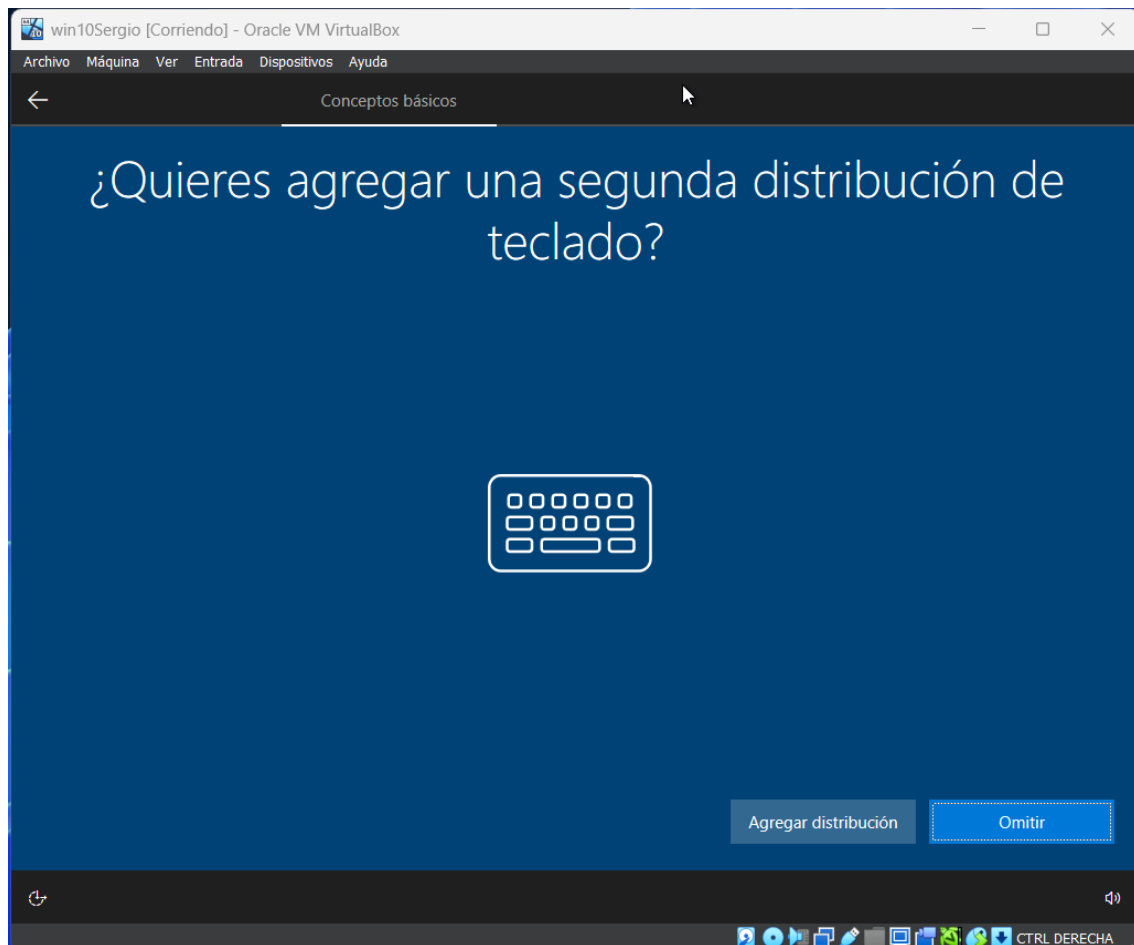 win10Sergio [Corriendo] - Oracle VM VirtualBox
Archivo Máquina Ver Entrada Dispositivos Ayuda
Conceptos básicos
¿Quieres agregar una segunda distribución de
teclado?
Agregar distribución Omitir
CTRL DERECHA